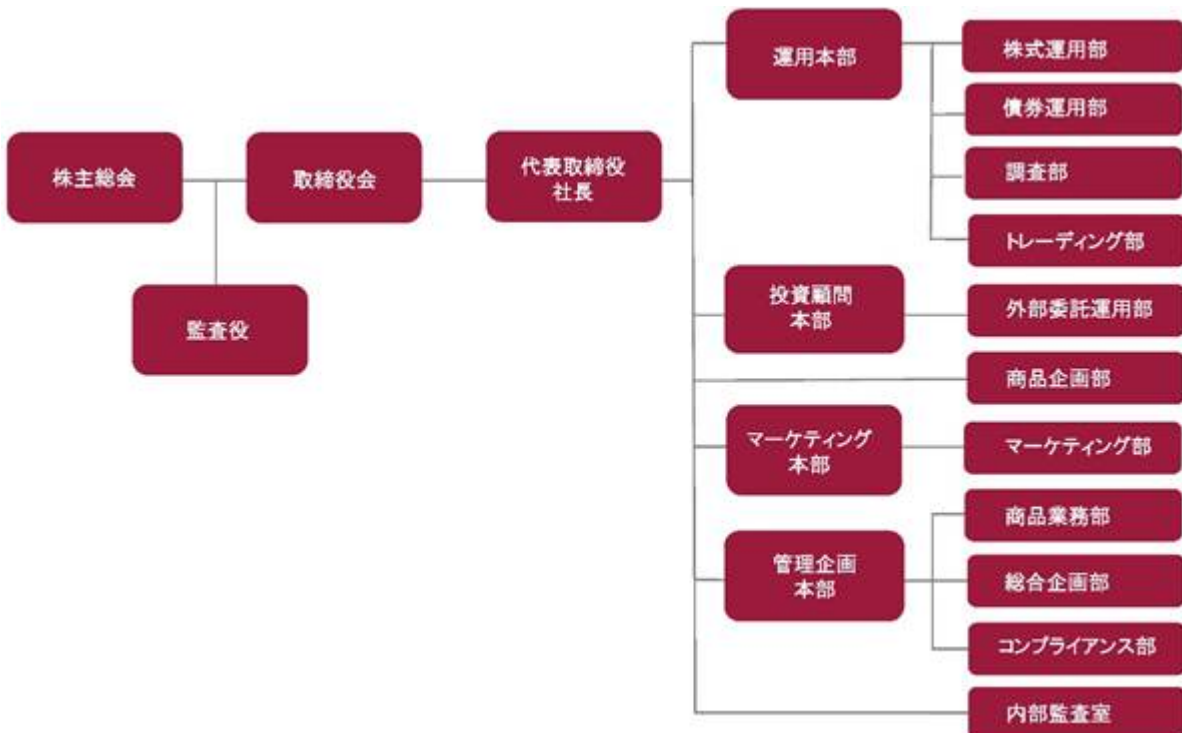 株主総会
取締役会
代表取締役
社長
監査役
運用本部
株式運用部
債券運用部
調査部
トレーディング部
投資顧問
本部
外部委託運用部
商品企画部
マーケティング
本部
マーケティング部
管理企画
本部
商品業務部
総合企画部
コンプライアンス部
内部監査室